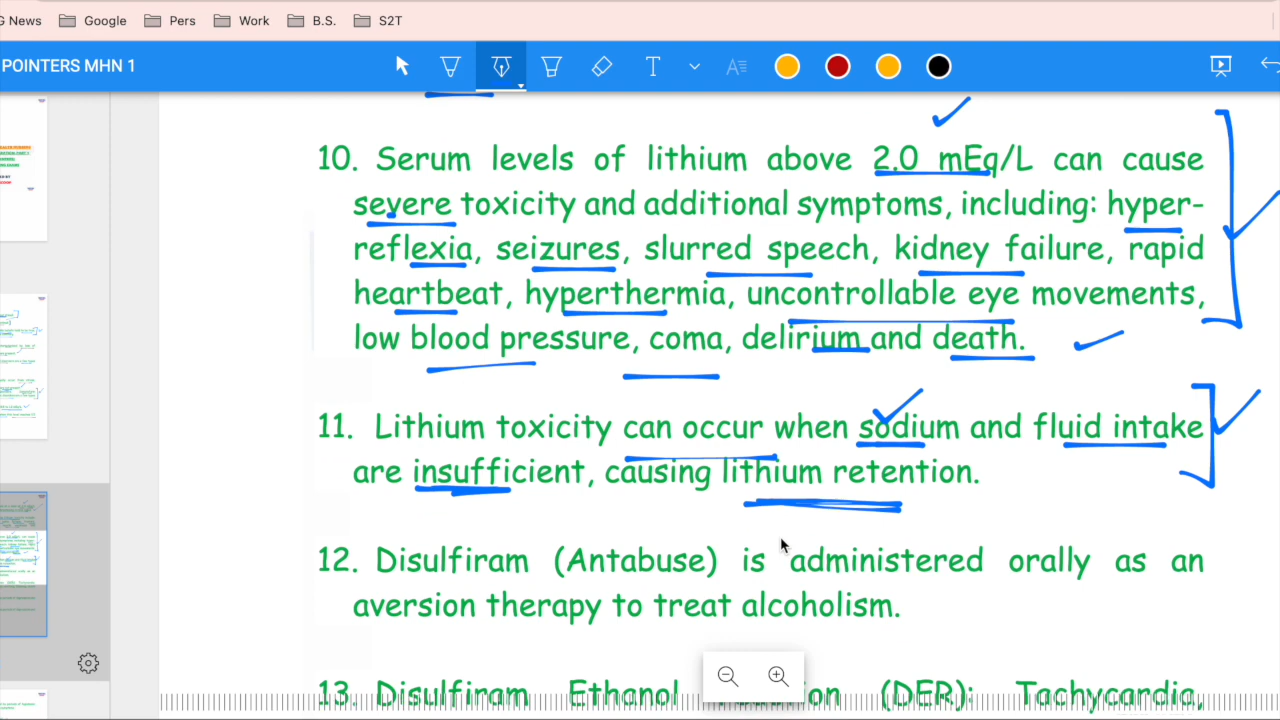 G News Google Pers Work B.S. S2T
POINTERS MHN 1
10. Serum levels of lithium above 2.0 mEq/L can cause
severe toxicity and additional symptoms, including: hyper-
reflexia, seizures, slurred speech, kidney failure, rapid
heartbeat, hyperthermia, uncontrollable eye movements,
low blood pressure, coma, delirium and death.
11. Lithium toxicity can occur when sodium and fluid intake
are insufficient, causing lithium retention.
12. Disulfiram (Antabuse) is administered orally as an
aversion therapy to treat alcoholism.
13. Disulfiram Ethanol (DER): Tachycardia,